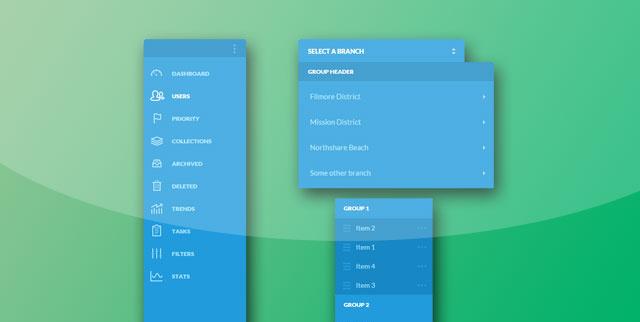 DASHBOARD
USERS
PRIORITY
COLLECTIONS
ARCHIVED
DELETED
TRENDS
TASKS
FILTERS
STATS
SELECT A BRANCH
GROUP HEADER
Filmore District
Mission District
Northshare Beach
Some other branch
GROUP 1
Item 2
Item 1
Item 4
Item 3
GROUP 2